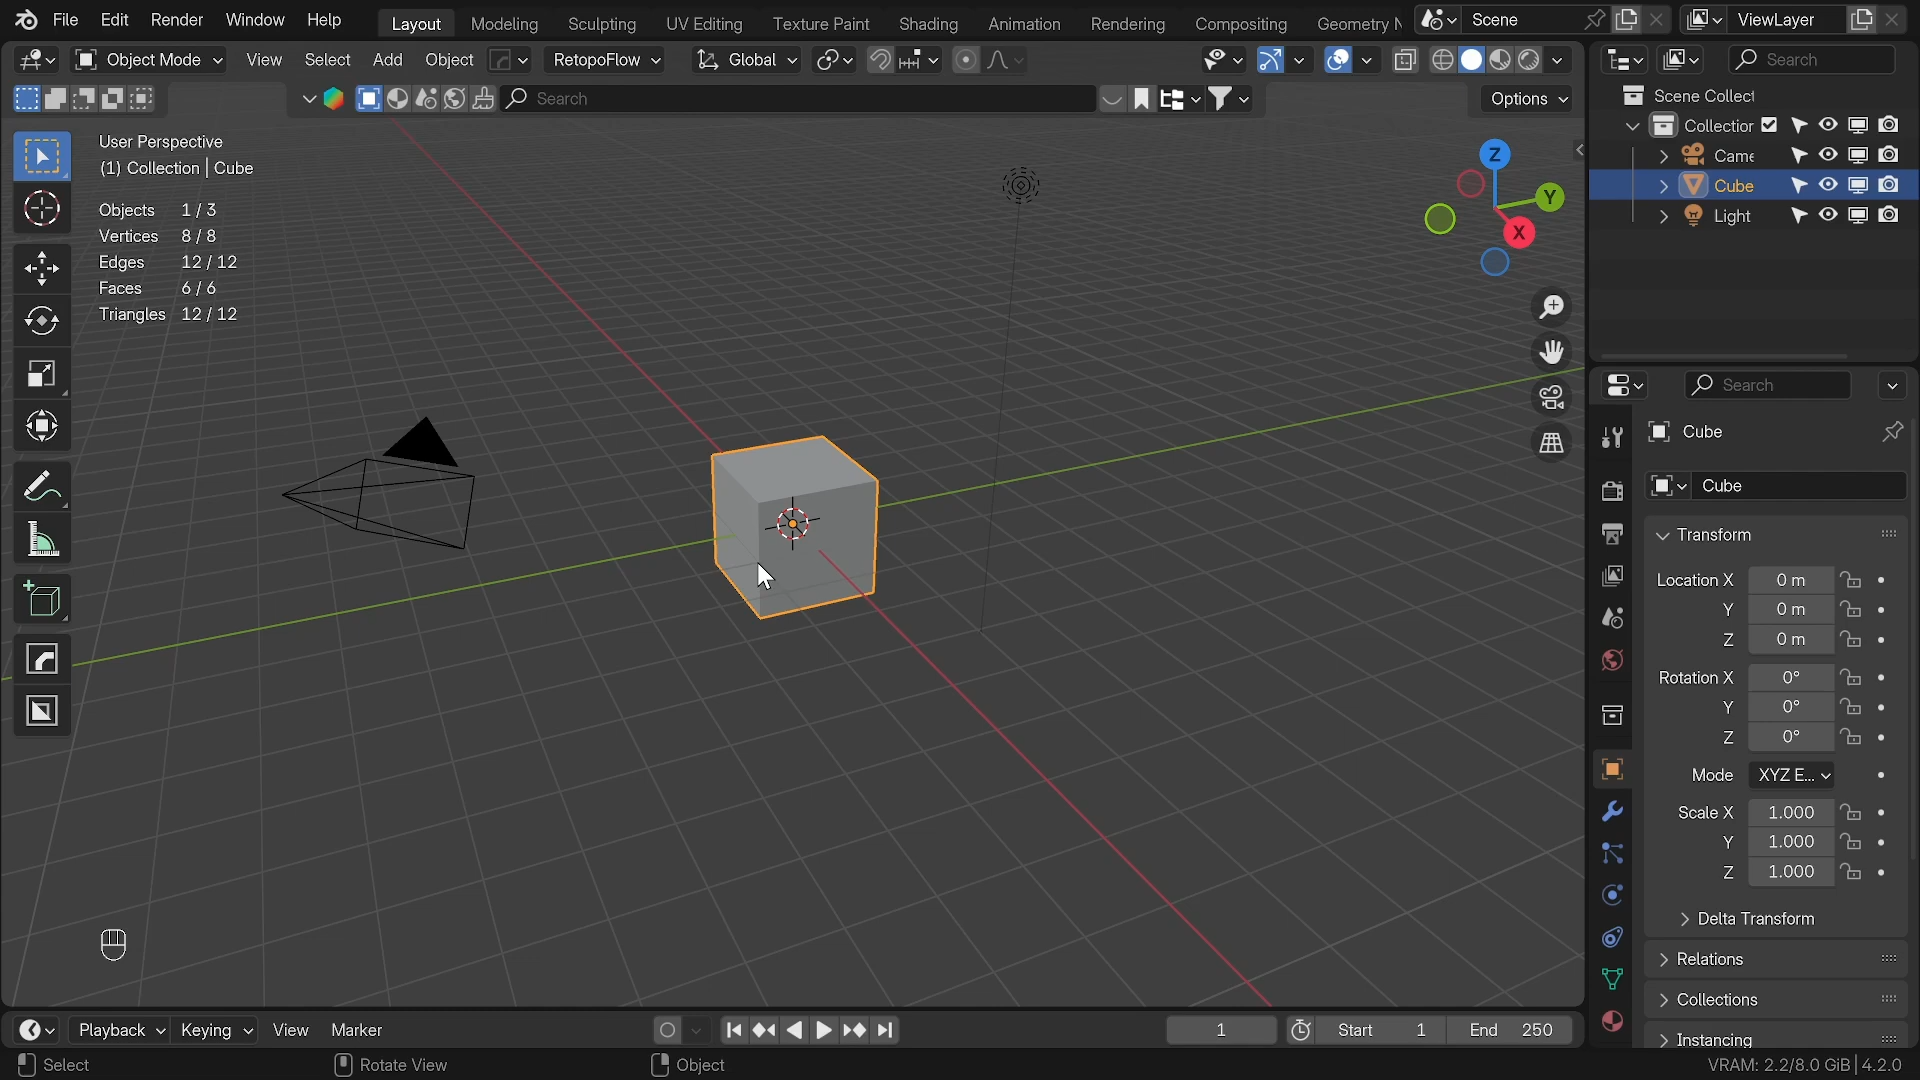 File Edit Render Window Help Layout Modeling Sculpting UV Editing Texture Paint Shading Animation Rendering Compositing Geometry N Scene ViewLayer
Object Mode View Select Add Object RetopoFlow Global Search
Search Options
User Perspective
(1) Collection | Cube
Objects 1/3
Vertices 8/8
Edges 12/12
Faces 6/6
Triangles 12/12
Z
Y
X
Scene Collect
Collection
Came
Cube
Light
Search
Cube
Cube
Transform
Location X 0 m
Y 0 m
Z 0 m
Rotation X 0°
Y 0°
Z 0°
Mode XYZ E...
Scale X 1.000
Y 1.000
Z 1.000
Delta Transform
Relations
Collections
Instancing
Playback Keying View Marker 1 Start 1 End 250
Select Rotate View Object VRAM: 2.2/8.0 GiB | 4.2.0